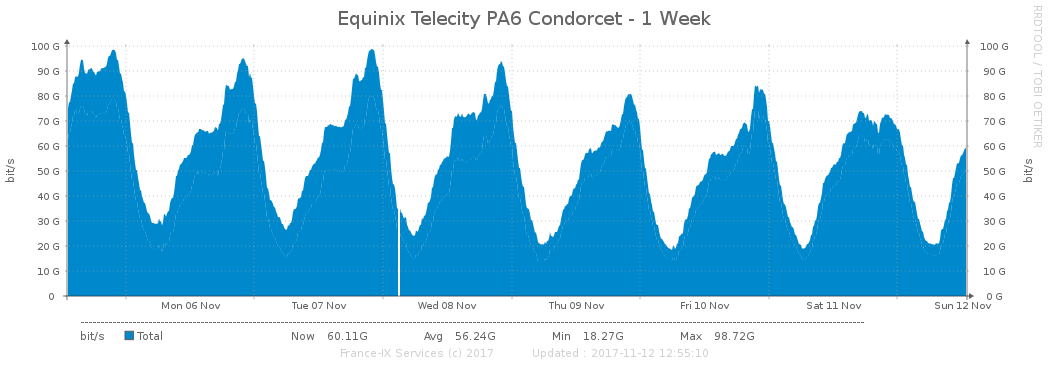 Equinix Telecity PA6 Condorcet - 1 Week
RRDTOOL / TOBI OETIKER
bit/s
100 G
90 G
80 G
70 G
60 G
50 G
40 G
30 G
20 G
10 G
0
100 G
90 G
80 G
70 G
60 G
50 G
40 G
30 G
20 G
10 G
0 G
bit/s
Mon 06 Nov Tue 07 Nov Wed 08 Nov Thu 09 Nov Fri 10 Nov Sat 11 Nov Sun 12 Nov
bit/s Total Now 60.11G Avg 56.24G Min 18.27G Max 98.72G
France-IX Services (c) 2017 Updated : 2017-11-12 12:55:10